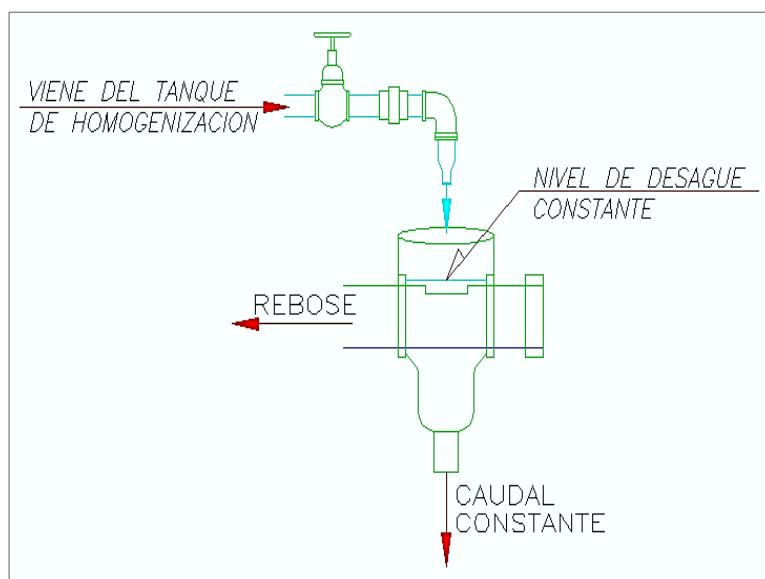 VIENE DEL TANQUE
DE HOMOGENIZACION
NIVEL DE DESAGUE
CONSTANTE
REBOSE
CAUDAL
CONSTANTE